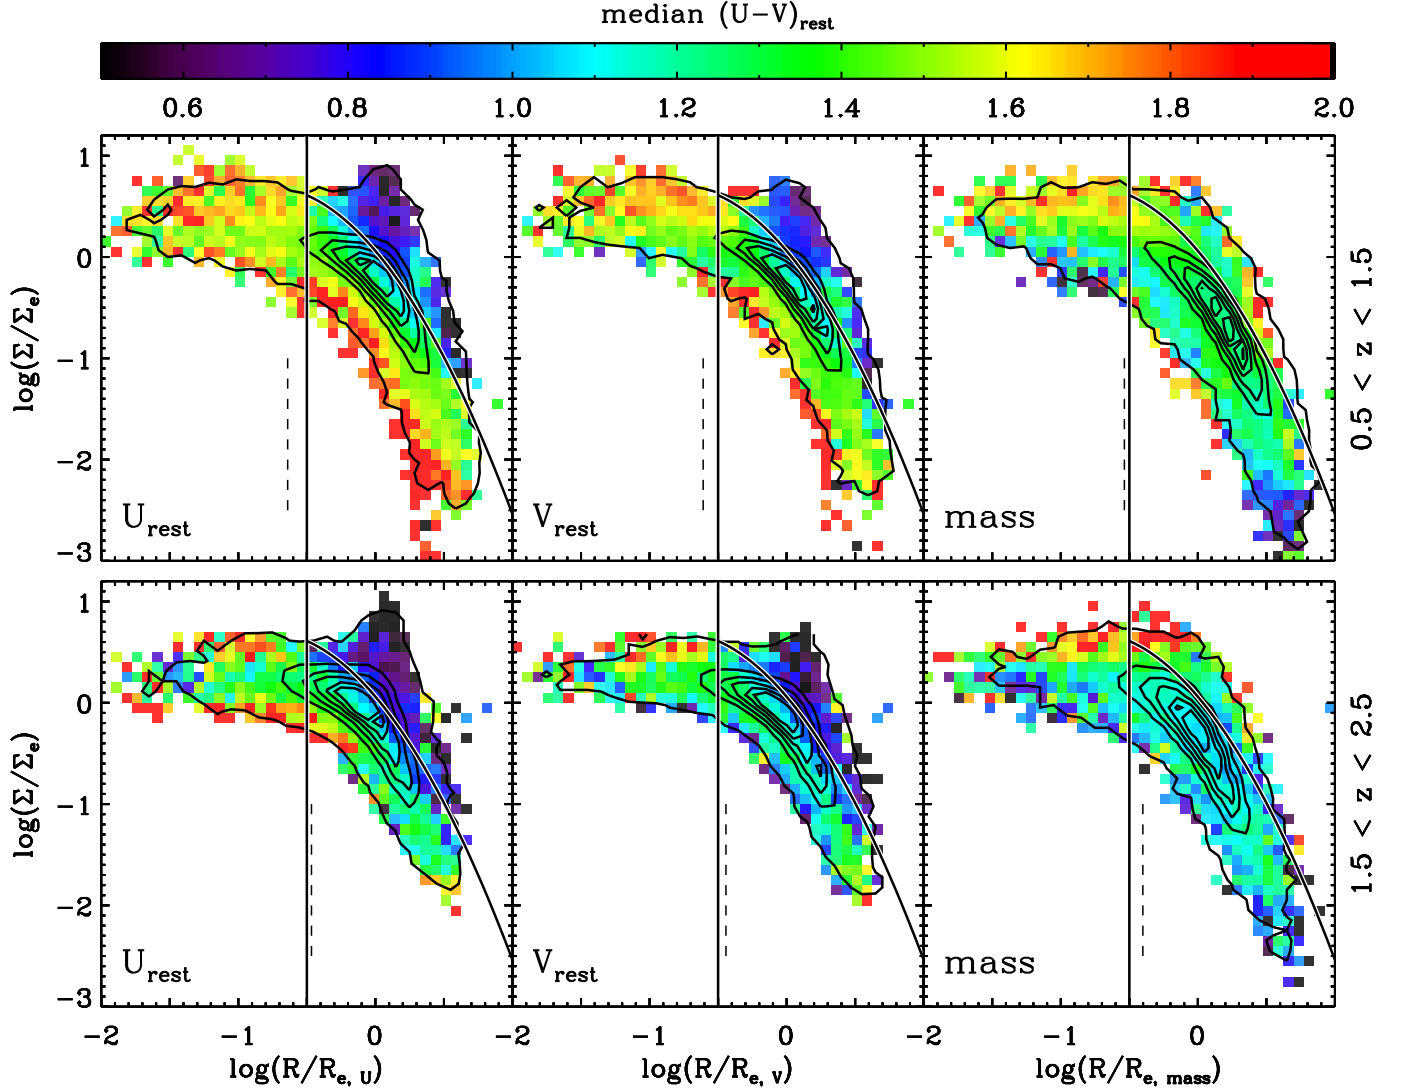 median (U−V)rest
0.6 0.8 1.0 1.2 1.4 1.6 1.8 2.0
1
0
−1
−2
−3
log(Σ/Σe)
Urest
Vrest
mass
0.5 < z < 1.5
1
0
−1
−2
−3
log(Σ/Σe)
Urest
Vrest
mass
1.5 < z < 2.5
−2 −1 0 −2 −1 0 −2 −1 0
log(R/Re, U)
log(R/Re, V)
log(R/Re, mass)